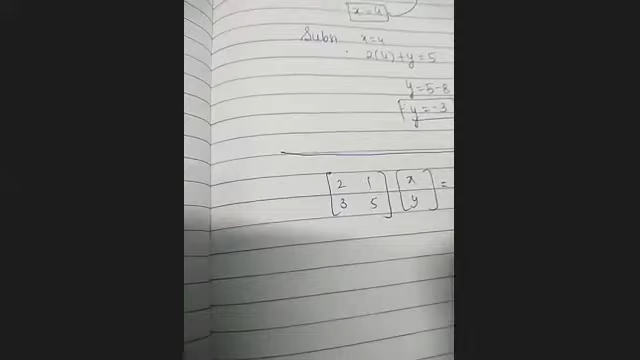 x=4
Subn x=4
2(4)+y=5
y=5-8
y=-3
[2 1] [x] =
[3 5] [y]